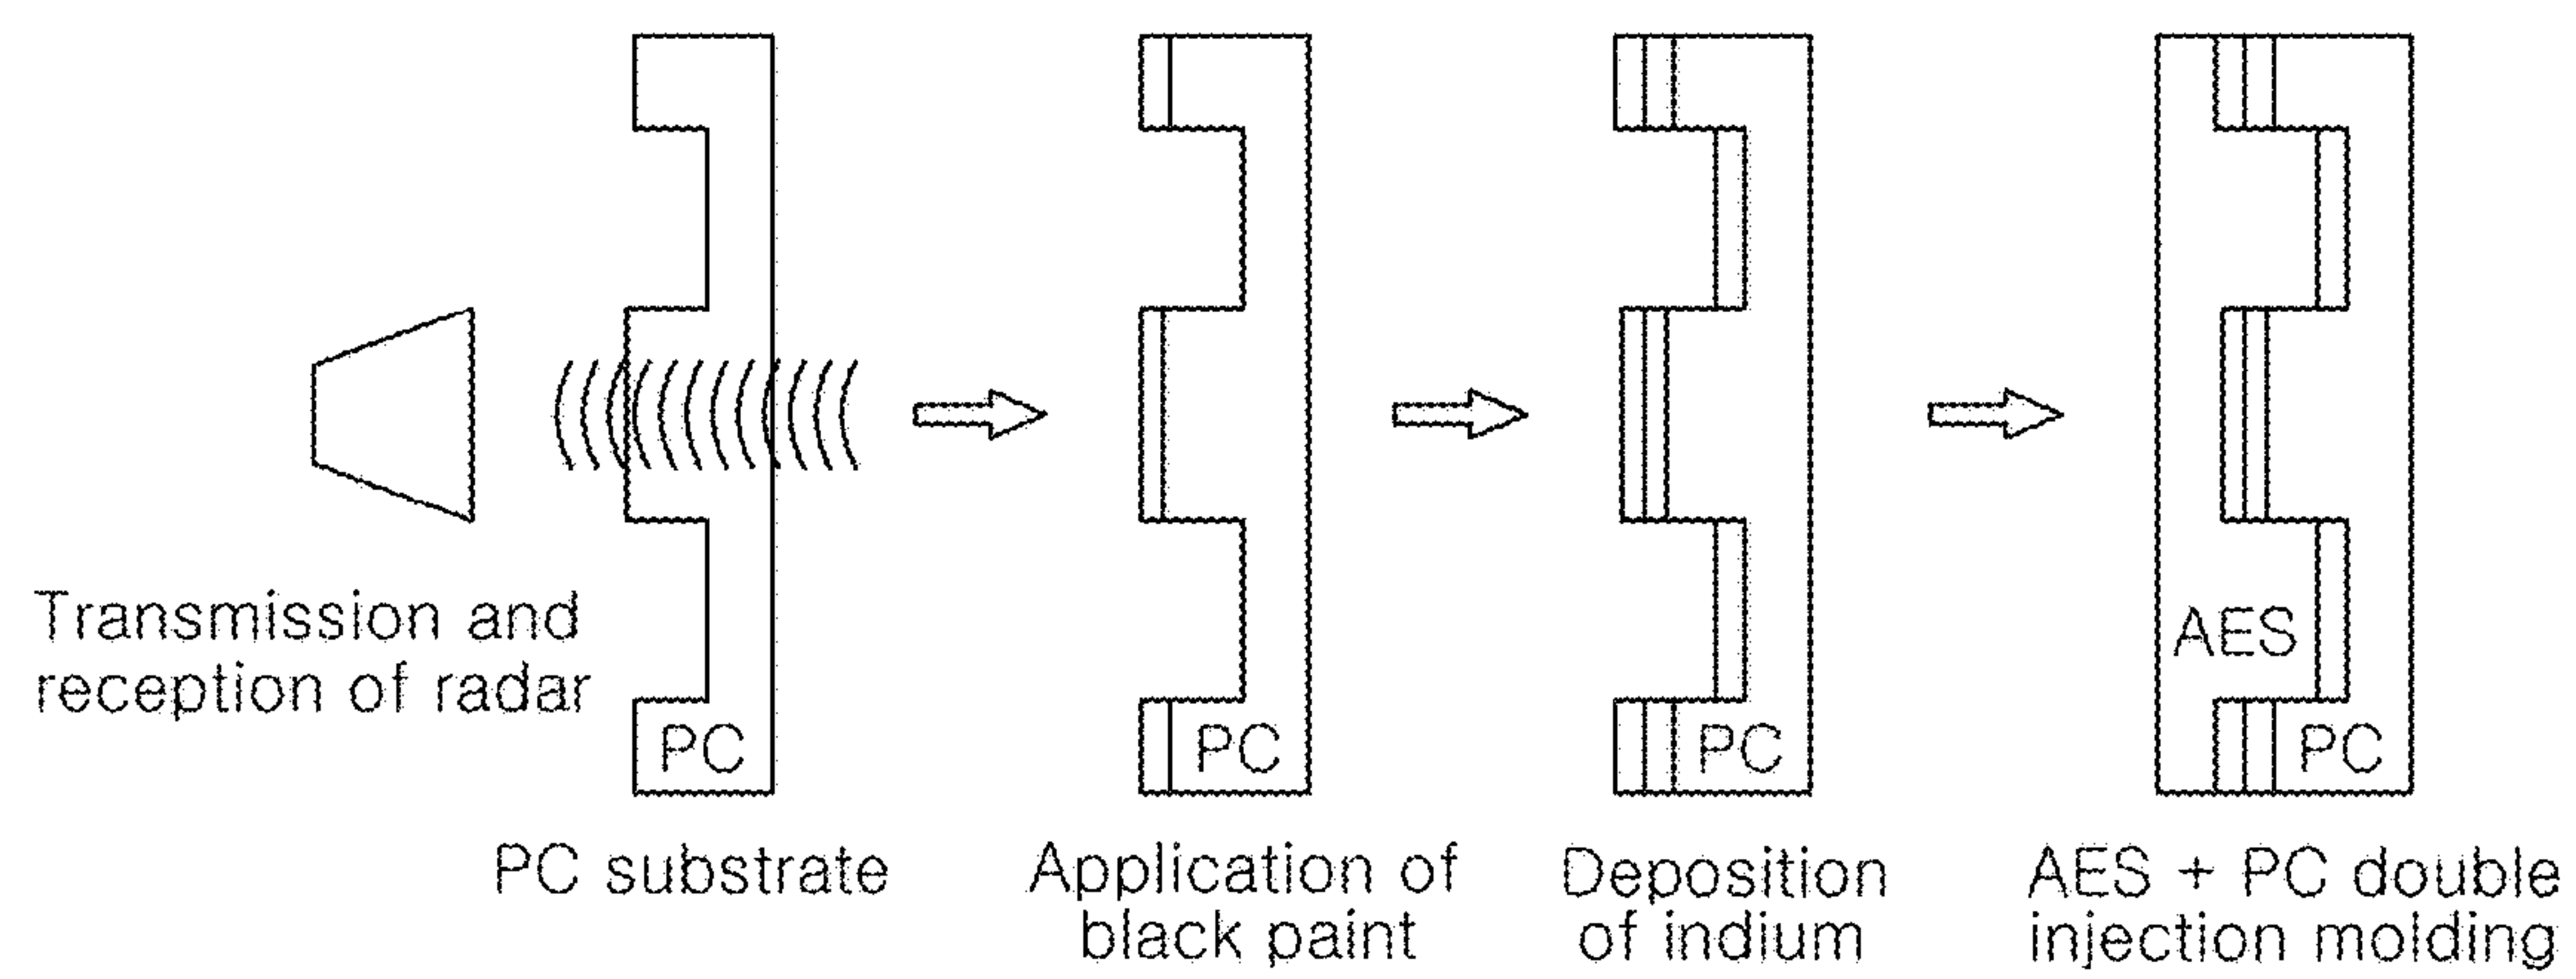 Transmission and
reception of radar
PC
PC
PC
AES
PC
PC substrate
Application of
black paint
Deposition
of indium
AES + PC double
injection molding